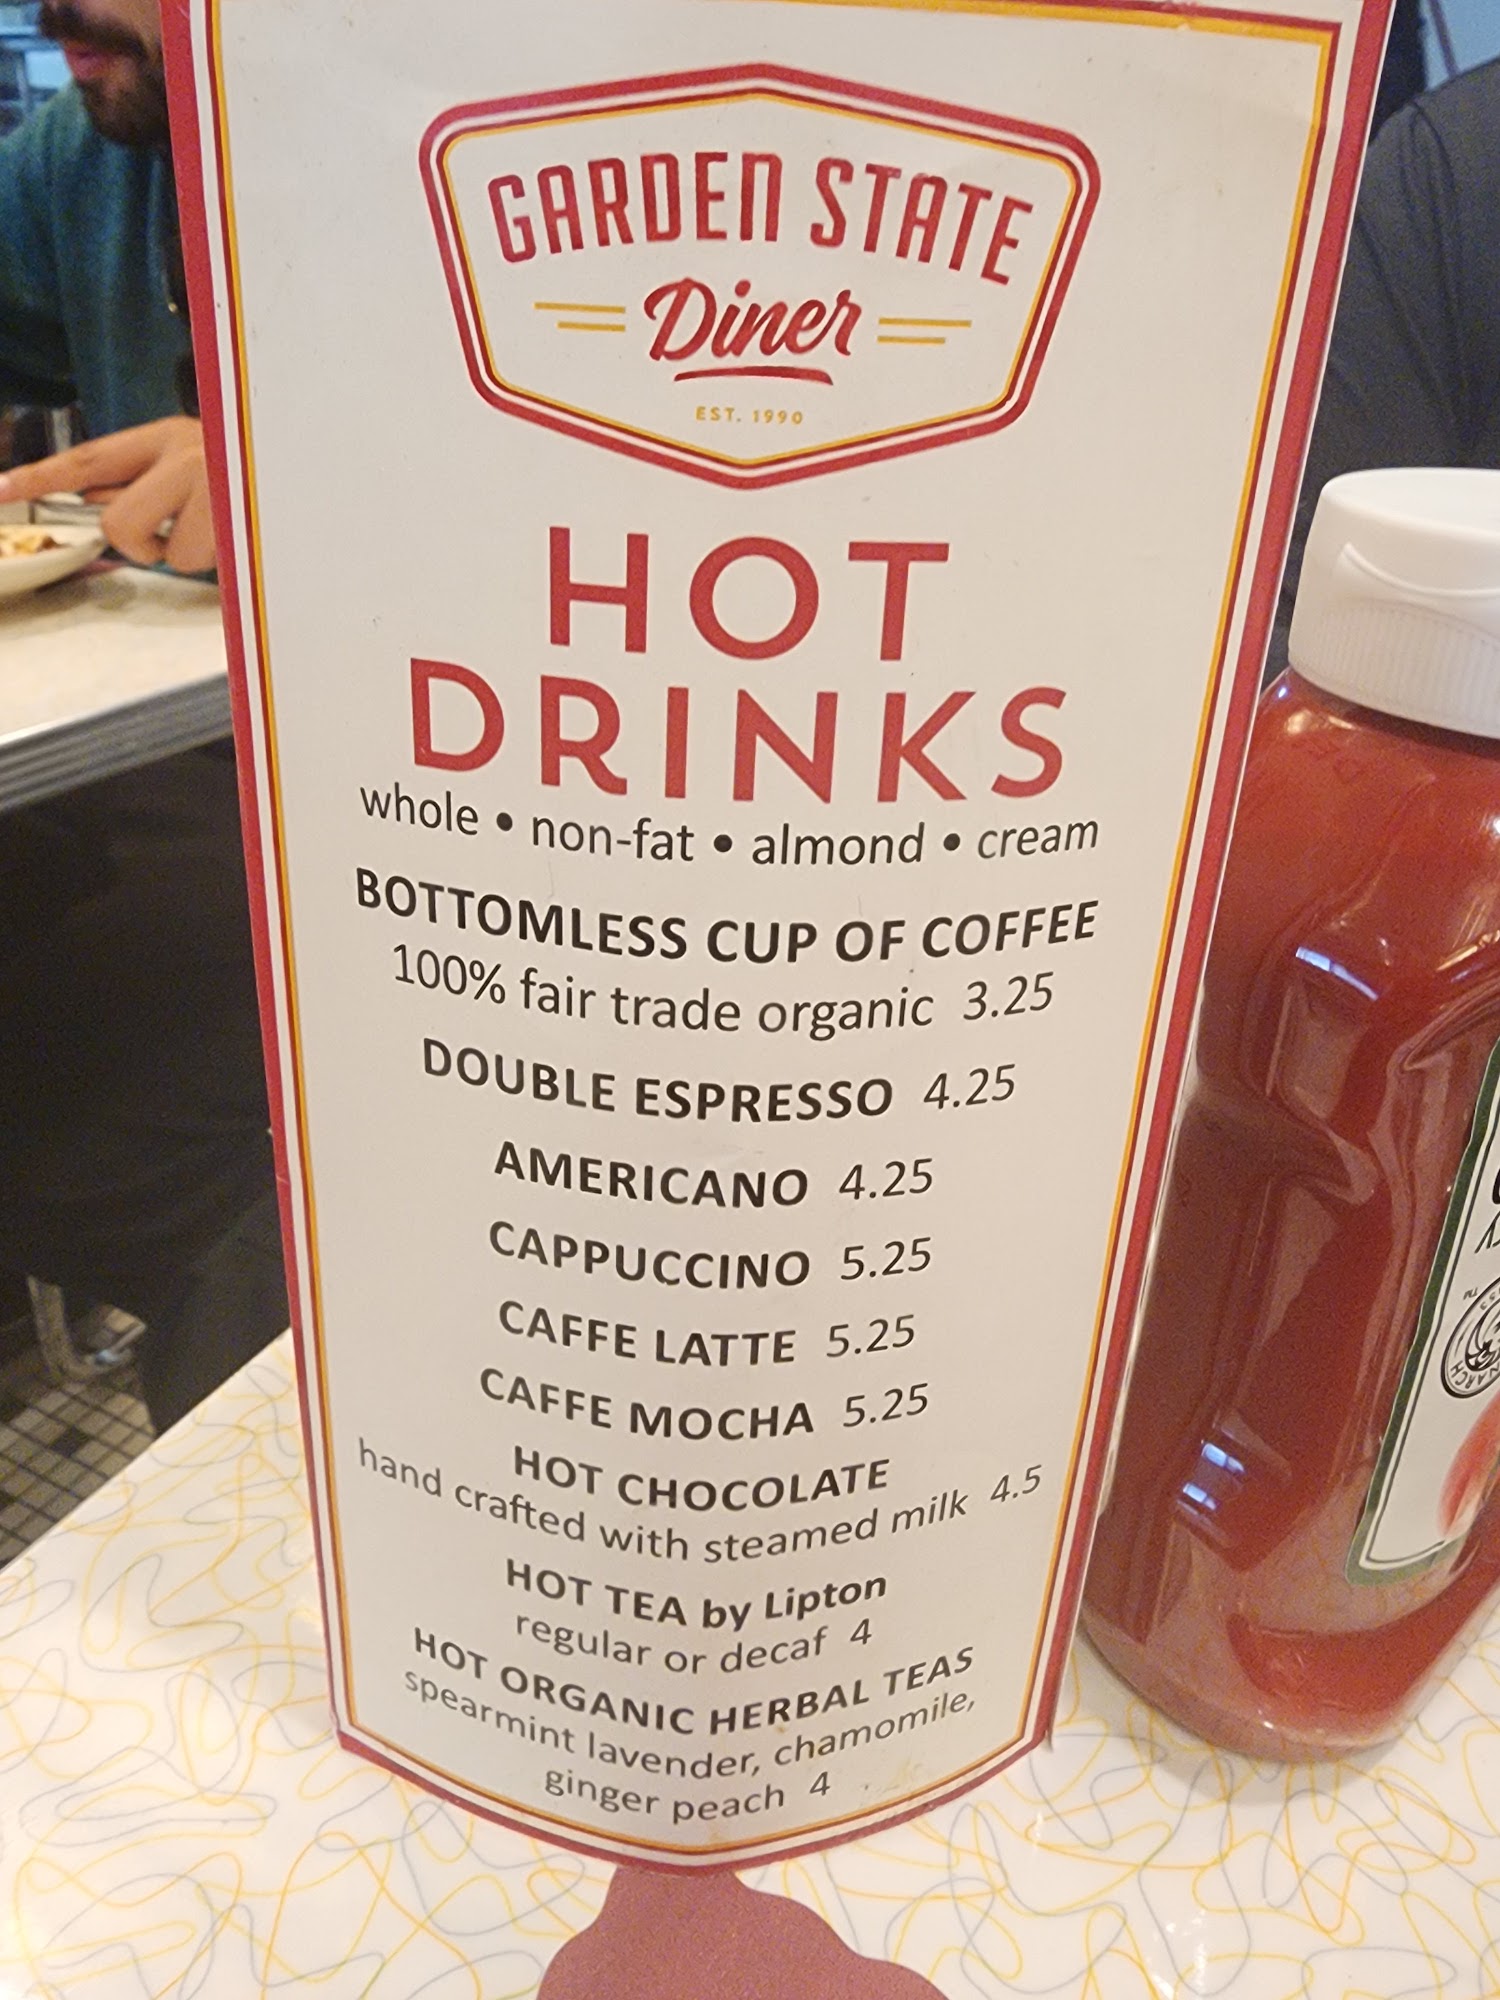 GARDEN STATE
Diner
EST. 1990
HOT
DRINKS
whole • non-fat • almond • cream
BOTTOMLESS CUP OF COFFEE
100% fair trade organic 3.25
DOUBLE ESPRESSO 4.25
AMERICANO 4.25
CAPPUCCINO 5.25
CAFFE LATTE 5.25
CAFFE MOCHA 5.25
HOT CHOCOLATE
hand crafted with steamed milk 4.5
HOT TEA by Lipton
regular or decaf 4
HOT ORGANIC HERBAL TEAS
spearmint lavender, chamomile,
ginger peach 4